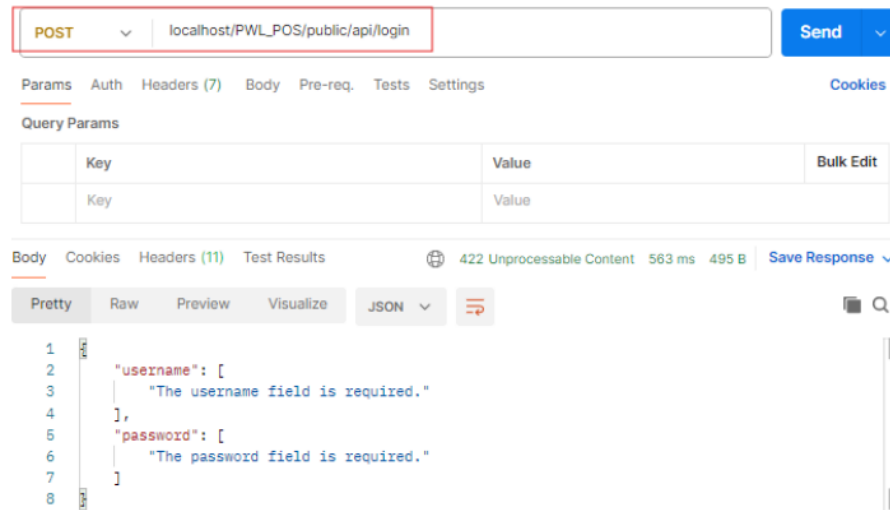 POST localhost/PWL_POS/public/api/login Send
Params Auth Headers (7) Body Pre-req. Tests Settings Cookies
Query Params
Key Value Bulk Edit
Key Value
Body Cookies Headers (11) Test Results 422 Unprocessable Content 563 ms 495 B Save Response
Pretty Raw Preview Visualize JSON
1 {
2 "username": [
3 "The username field is required."
4 ],
5 "password": [
6 "The password field is required."
7 ]
8 }